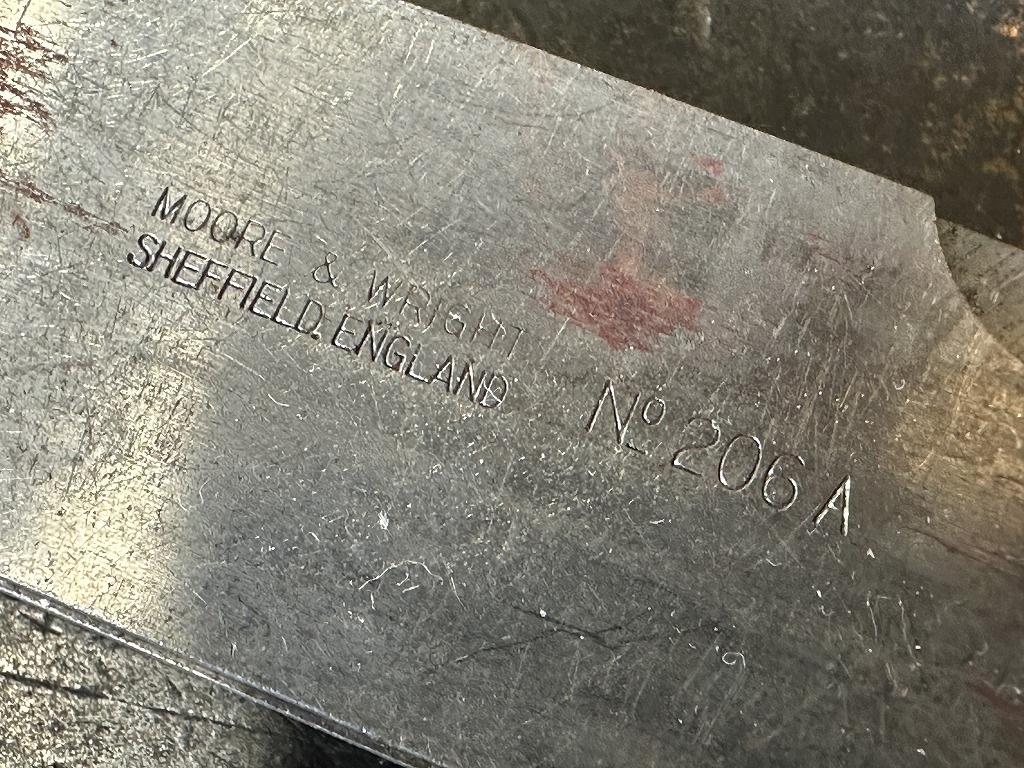 MOORE & WRIGHT
SHEFFIELD. ENGLAND
Nº 206 A